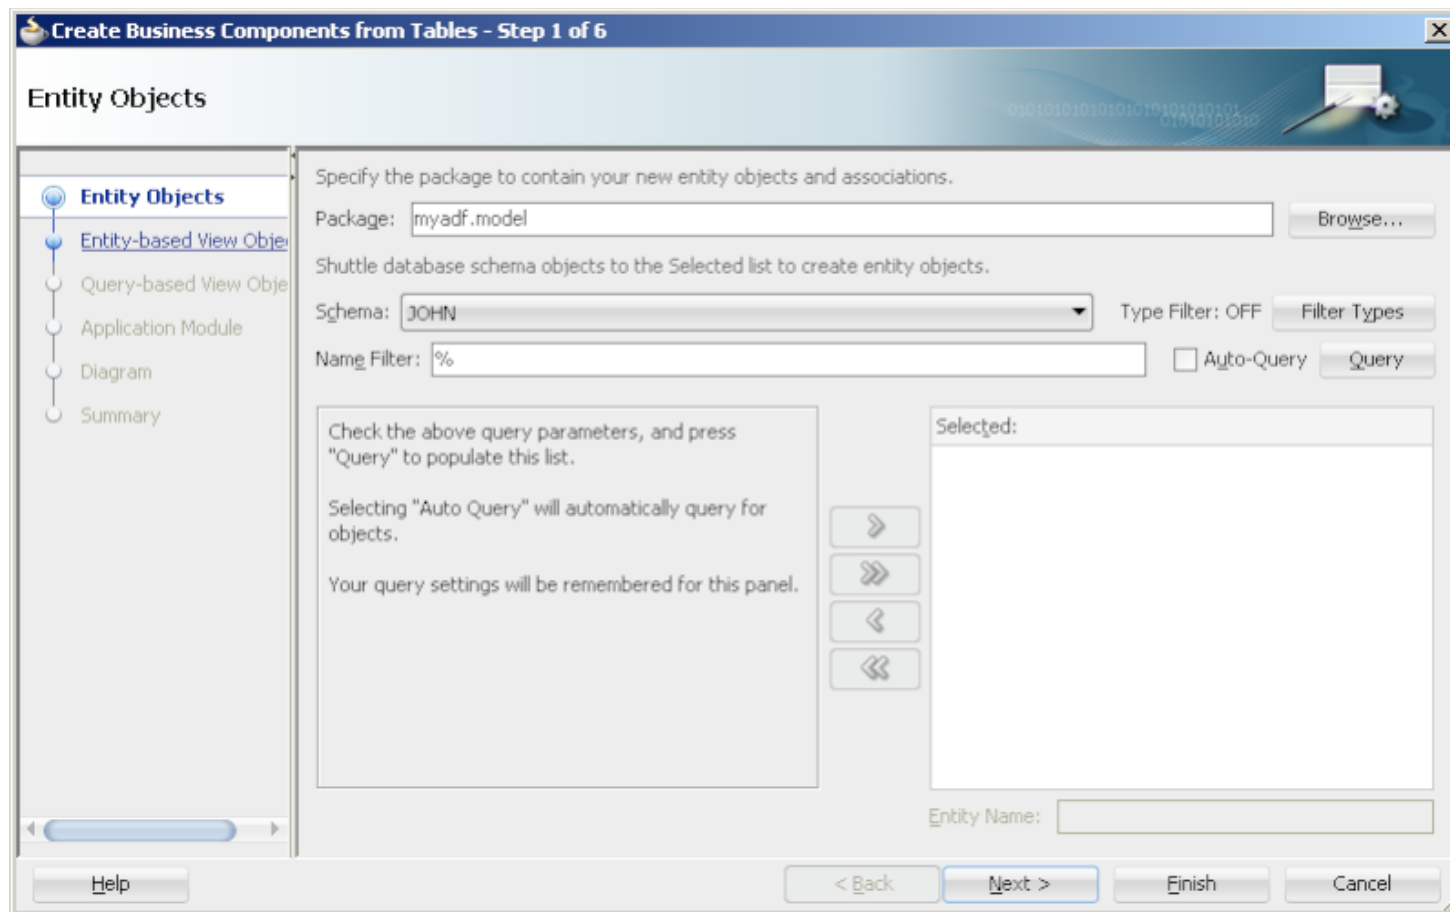 Create Business Components from Tables - Step 1 of 6
Entity Objects
010101010101010101010101010101
01010101010
Entity Objects
Entity-based View Obje
Query-based View Obje
Application Module
Diagram
Summary
Specify the package to contain your new entity objects and associations.
Package: myadf.model Browse...
Shuttle database schema objects to the Selected list to create entity objects.
Schema: JOHN Type Filter: OFF Filter Types
Name Filter: % Auto-Query Query
Check the above query parameters, and press
"Query" to populate this list.
Selecting "Auto Query" will automatically query for
objects.
Your query settings will be remembered for this panel.
Selected:
Entity Name:
Help < Back Next > Finish Cancel